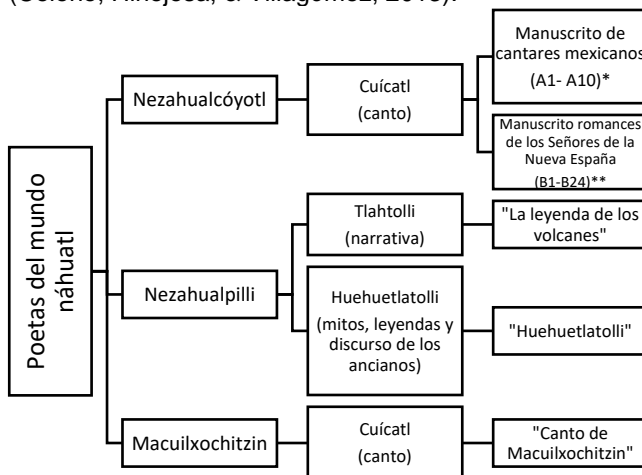 Hinojosa, & Villagómez,
Manuscrito de
cantares mexicanos
(A1- A10)*
Nezahualcóyotl
Cuícatl
(canto)
Manuscrito romances
de los Señores de la
Nueva España
(B1-B24)**
Poetas del mundo
náhuatl
Tlahtolli
(narrativa)
"La leyenda de los
volcanes"
Nezahualpilli
Huehuetlatolli
(mitos, leyendas y
discurso de los
ancianos)
"Huehuetlatolli"
Macuilxochitzin
Cuícatl
(canto)
"Canto de
Macuilxochitzin"